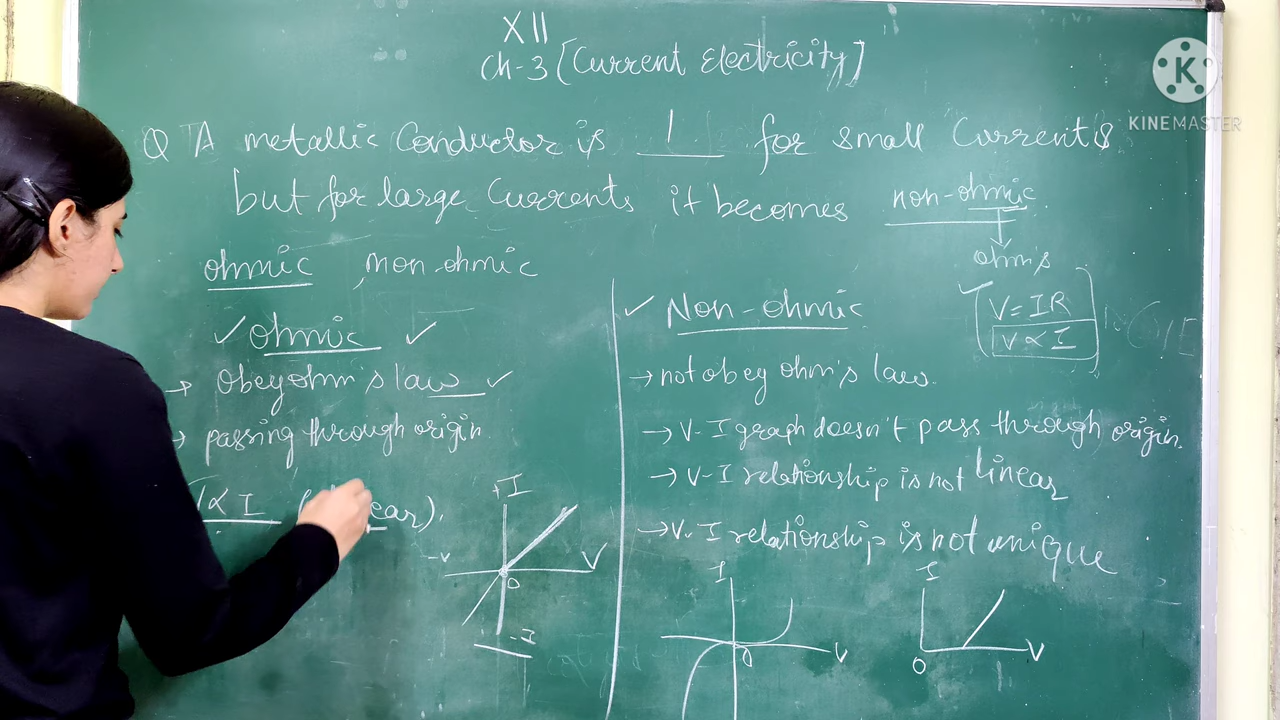 XII
Ch-3 [Current Electricity]
K
KINEMASTER
Q A metallic Conductor is 1 for small Currents
but for large Currents it becomes non-ohmic
ohmic, non-ohmic
ohm's
V=IR
V∝I
✓ Ohmic ✓
→ Obey ohm's law ✓
→ passing through origin.
V∝I
+I
-V V
O
-I
✓ Non-ohmic
→ not obey ohm's law.
→ V-I graph doesn't pass through origin.
→ V-I relationship is not linear
→ V-I relationship is not unique
I
V
O
I
V
O